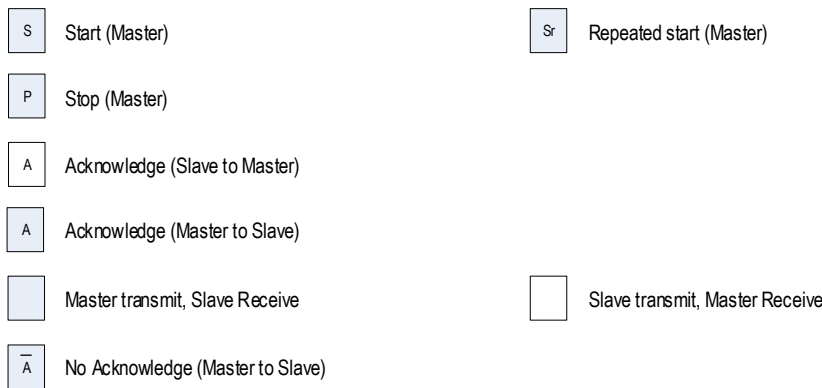 S Start (Master)
Sr Repeated start (Master)
P Stop (Master)
A Acknowledge (Slave to Master)
A Acknowledge (Master to Slave)
Master transmit, Slave Receive
Slave transmit, Master Receive
A̅ No Acknowledge (Master to Slave)